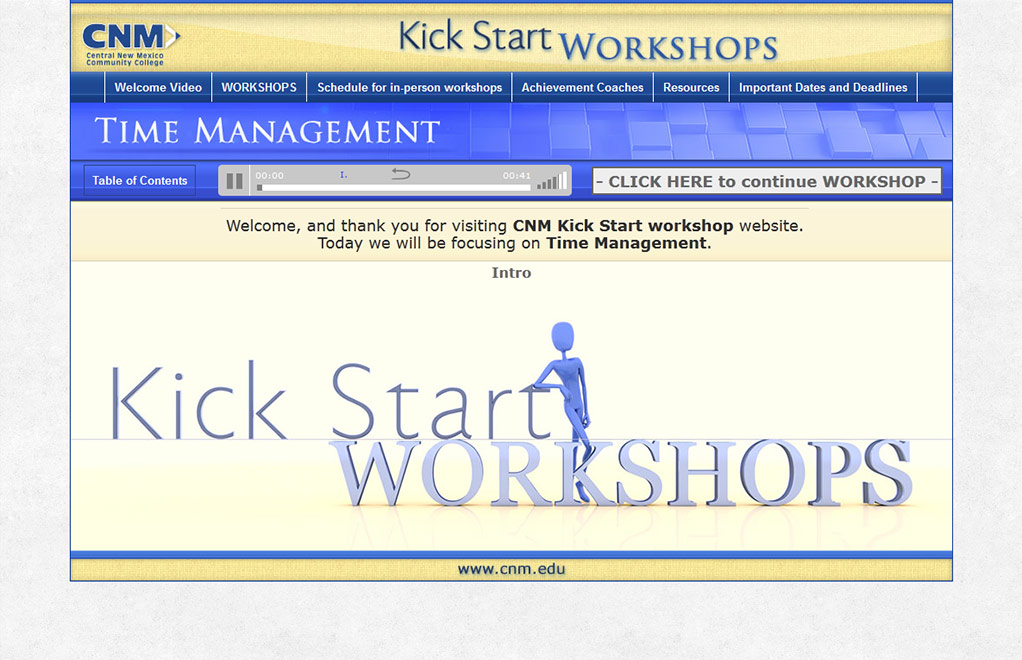 CNM
Central New Mexico
Community College
Kick Start WORKSHOPS
Welcome Video WORKSHOPS Schedule for in-person workshops Achievement Coaches Resources Important Dates and Deadlines
TIME MANAGEMENT
Table of Contents
00:00 I. 00:41
- CLICK HERE to continue WORKSHOP -
Welcome, and thank you for visiting CNM Kick Start workshop website.
Today we will be focusing on Time Management.
Intro
Kick Start
WORKSHOPS
www.cnm.edu